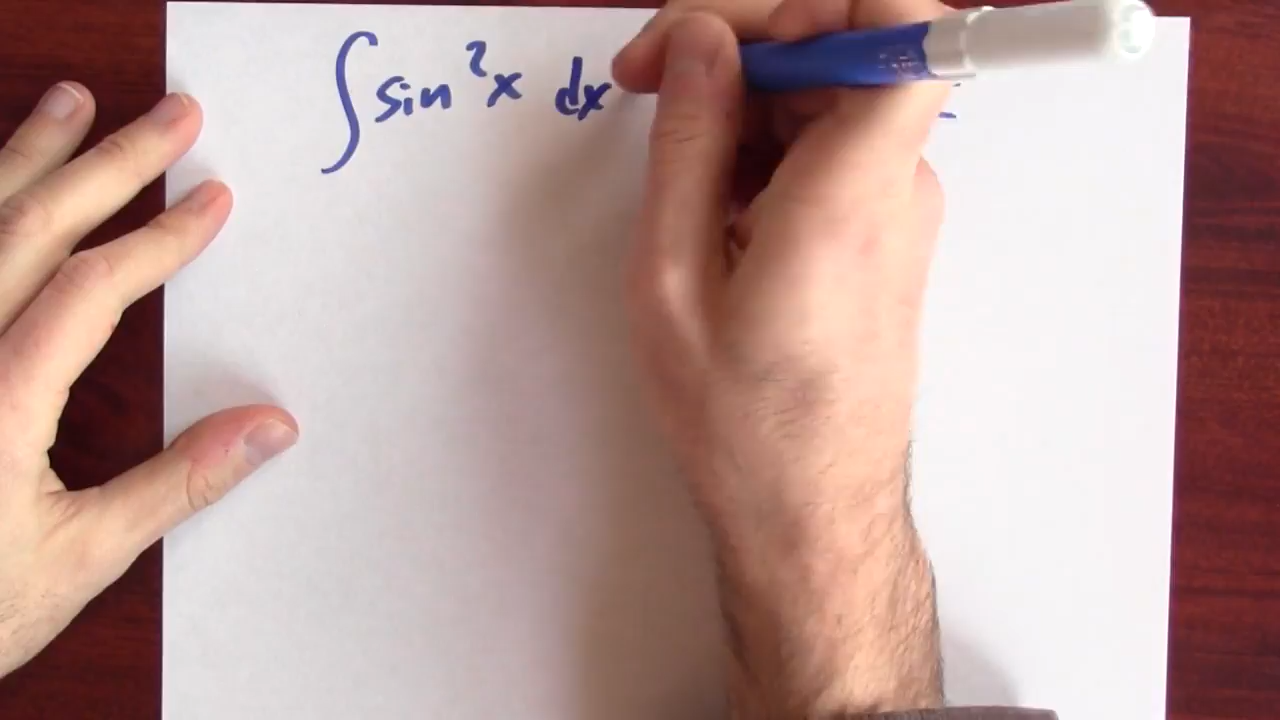 ∫ sin²x dx